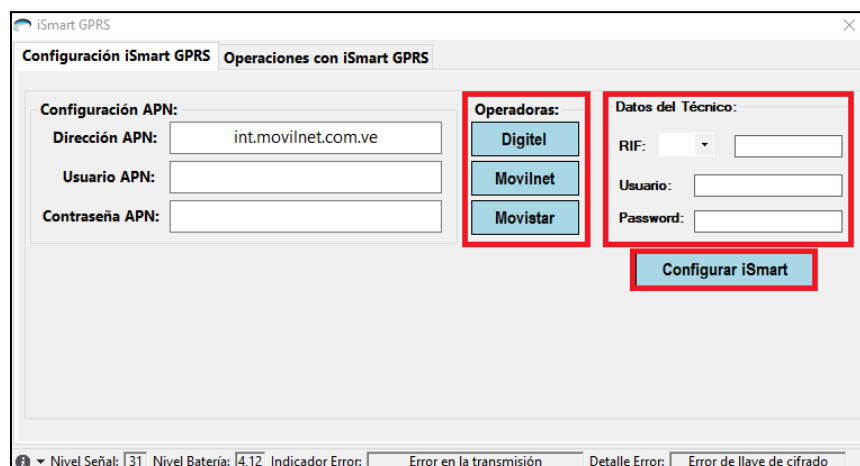 iSmart GPRS
Configuración iSmart GPRS
Operaciones con iSmart GPRS
Configuración APN:
Dirección APN:
int.movilnet.com.ve
Usuario APN:
Contraseña APN:
Operadoras:
Digitel
Movilnet
Movistar
Datos del Técnico:
RIF:
Usuario:
Password:
Configurar iSmart
Nivel Señal: 31 Nivel Batería: 4.12 Indicador Error: Error en la transmisión Detalle Error: Error de llave de cifrado